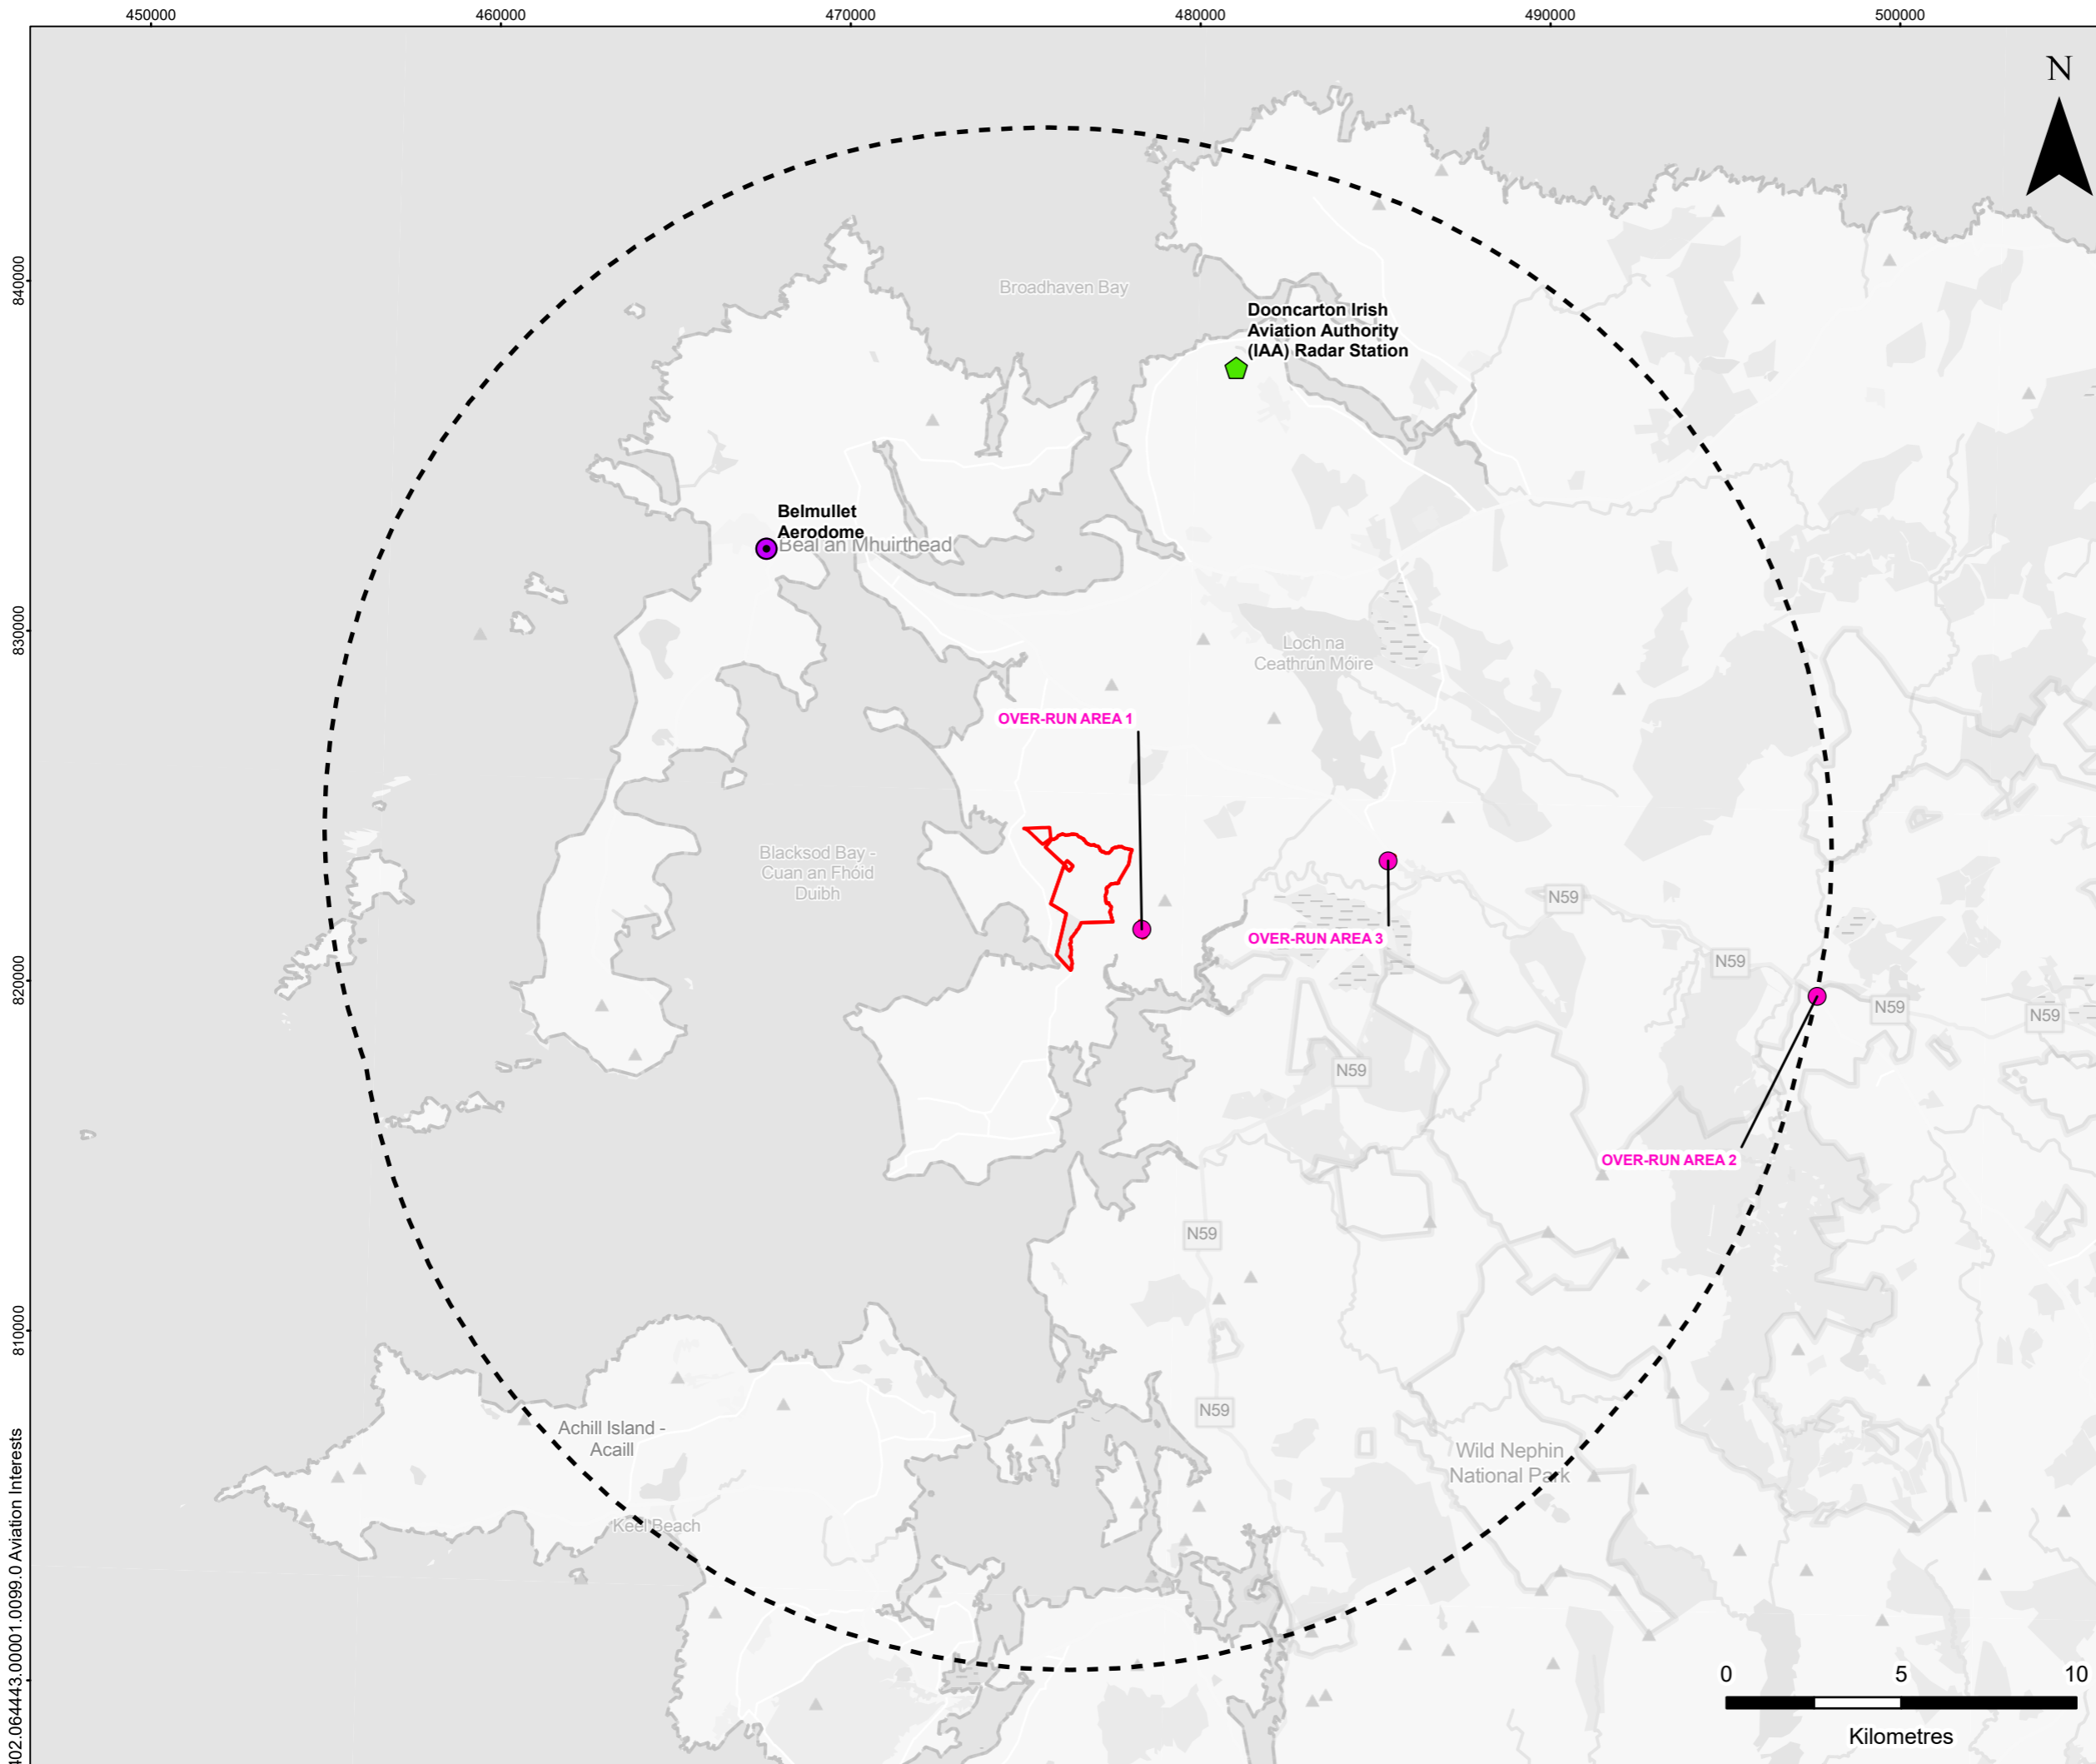 450000
460000
470000
480000
490000
500000
N
840000
Broadhaven Bay
Dooncarton Irish
Aviation Authority
(IAA) Radar Station
Belmullet
Aerodome
Béal an Mhuirthead
830000
Loch na
Ceathrún Móire
OVER-RUN AREA 1
Blacksod Bay -
Cuan an Fhóid
Duibh
N59
OVER-RUN AREA 3
N59
820000
N59
N59
N59
OVER-RUN AREA 2
N59
810000
N59
Achill Island -
Acaill
Wild Nephin
National Park
Keel Beach
402.064443.00001.0099.0 Aviation Interests
0
5
10
Kilometres